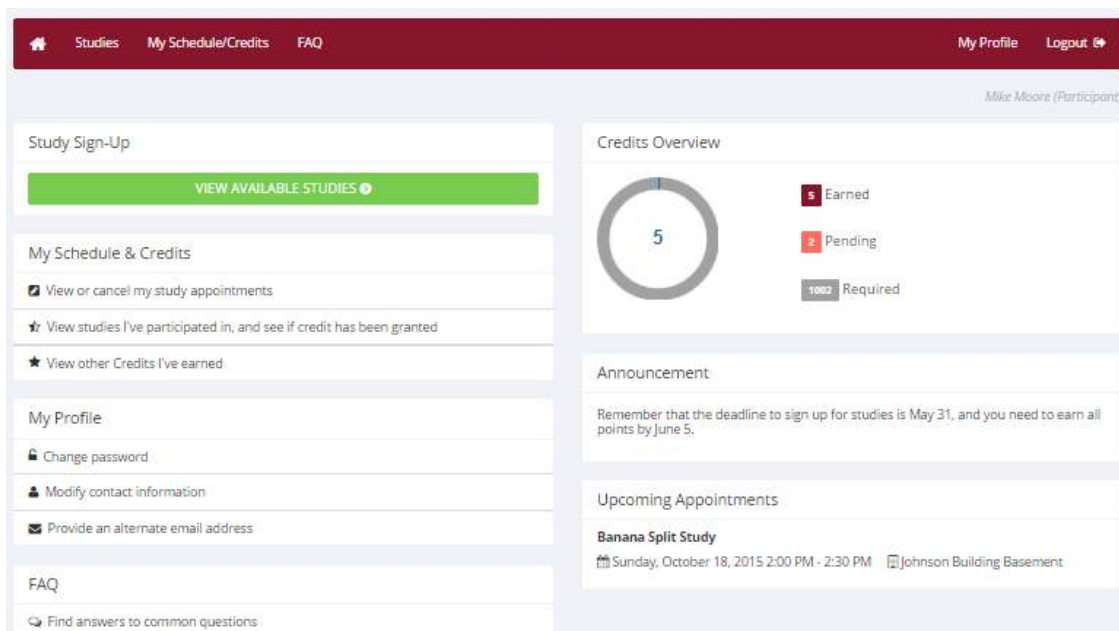 Studies My Schedule/Credits FAQ My Profile Logout
Mike Moore (Participant
Study Sign-Up
VIEW AVAILABLE STUDIES
My Schedule & Credits
View or cancel my study appointments
View studies I've participated in, and see if credit has been granted
View other Credits I've earned
My Profile
Change password
Modify contact information
Provide an alternate email address
FAQ
Find answers to common questions
Credits Overview
5
5 Earned
2 Pending
1002 Required
Announcement
Remember that the deadline to sign up for studies is May 31, and you need to earn all
points by June 5.
Upcoming Appointments
Banana Split Study
Sunday, October 18, 2015 2:00 PM - 2:30 PM Johnson Building Basement